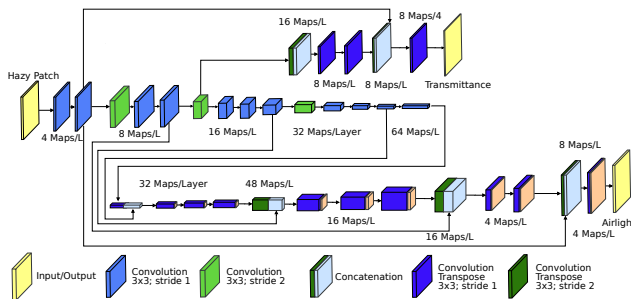 16 Maps/L
8 Maps/4
8 Maps/L
8 Maps/L
Transmittance
Hazy Patch
4 Maps/L
8 Maps/L
16 Maps/L
32 Maps/Layer
64 Maps/L
32 Maps/Layer
48 Maps/L
16 Maps/L
16 Maps/L
4 Maps/L
8 Maps/L
4 Maps/L
Airligh
Input/Output
Convolution
3x3; stride 1
Convolution
3x3; stride 2
Concatenation
Convolution
Transpose
3x3; stride 1
Convolution
Transpose
3x3; stride 2